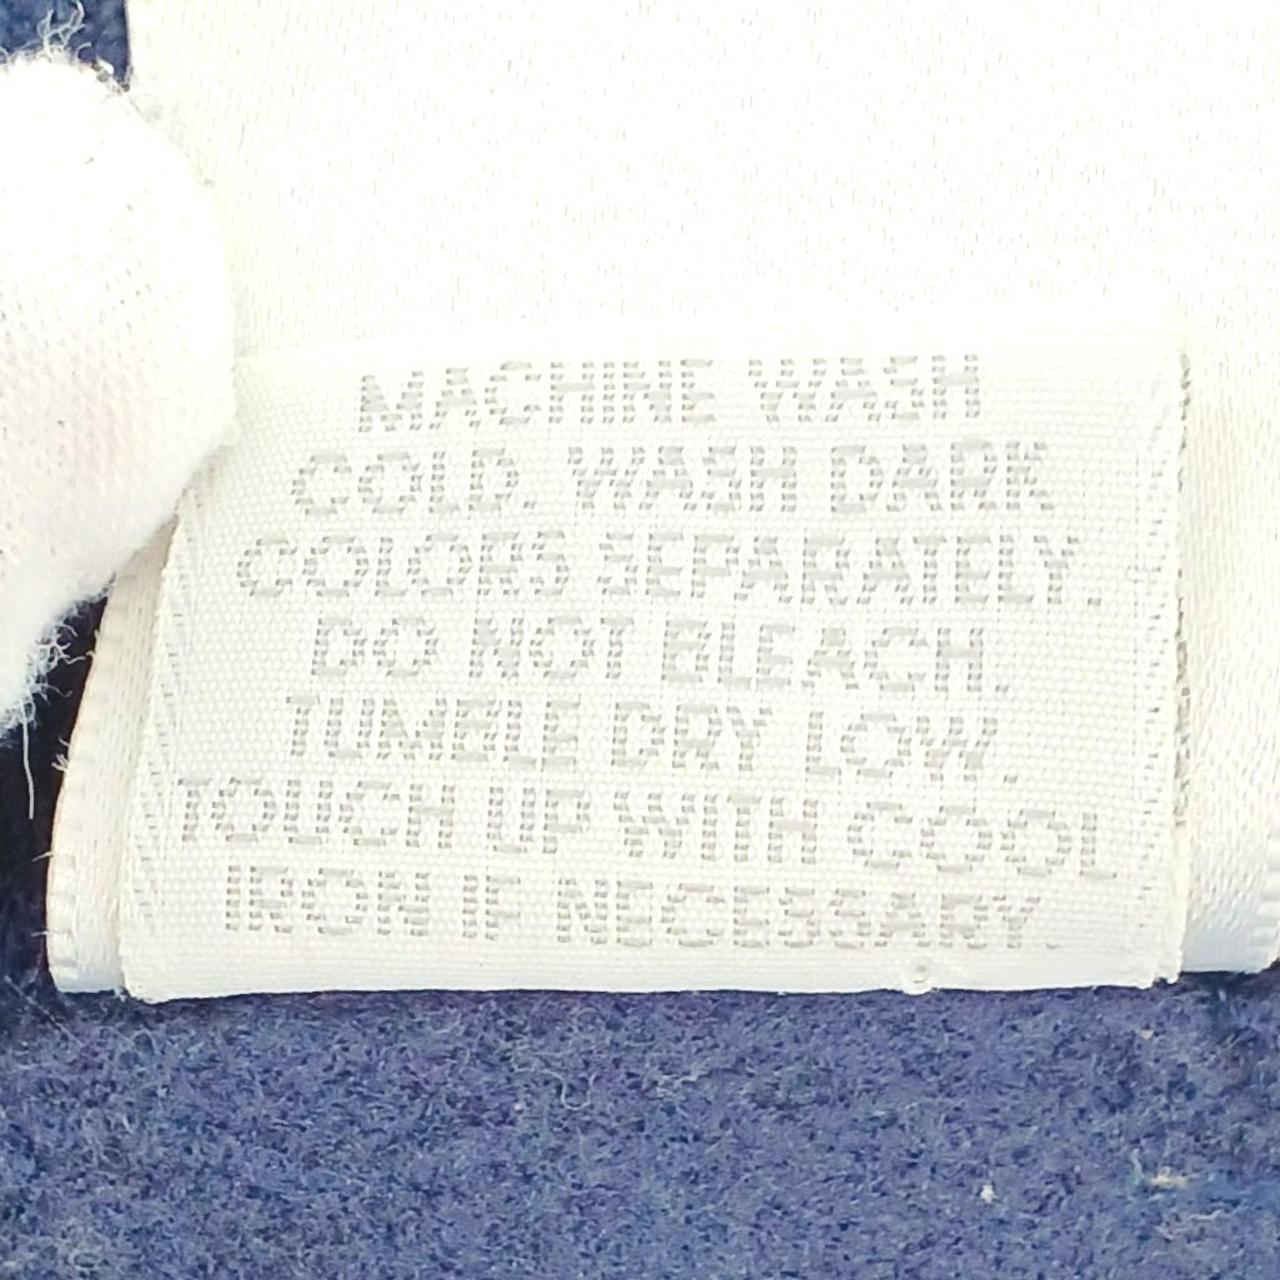 MACHINE WASH
COLD. WASH DARK
COLORS SEPARATELY.
DO NOT BLEACH.
TUMBLE DRY LOW.
TOUCH UP WITH COOL
IRON IF NECESSARY.